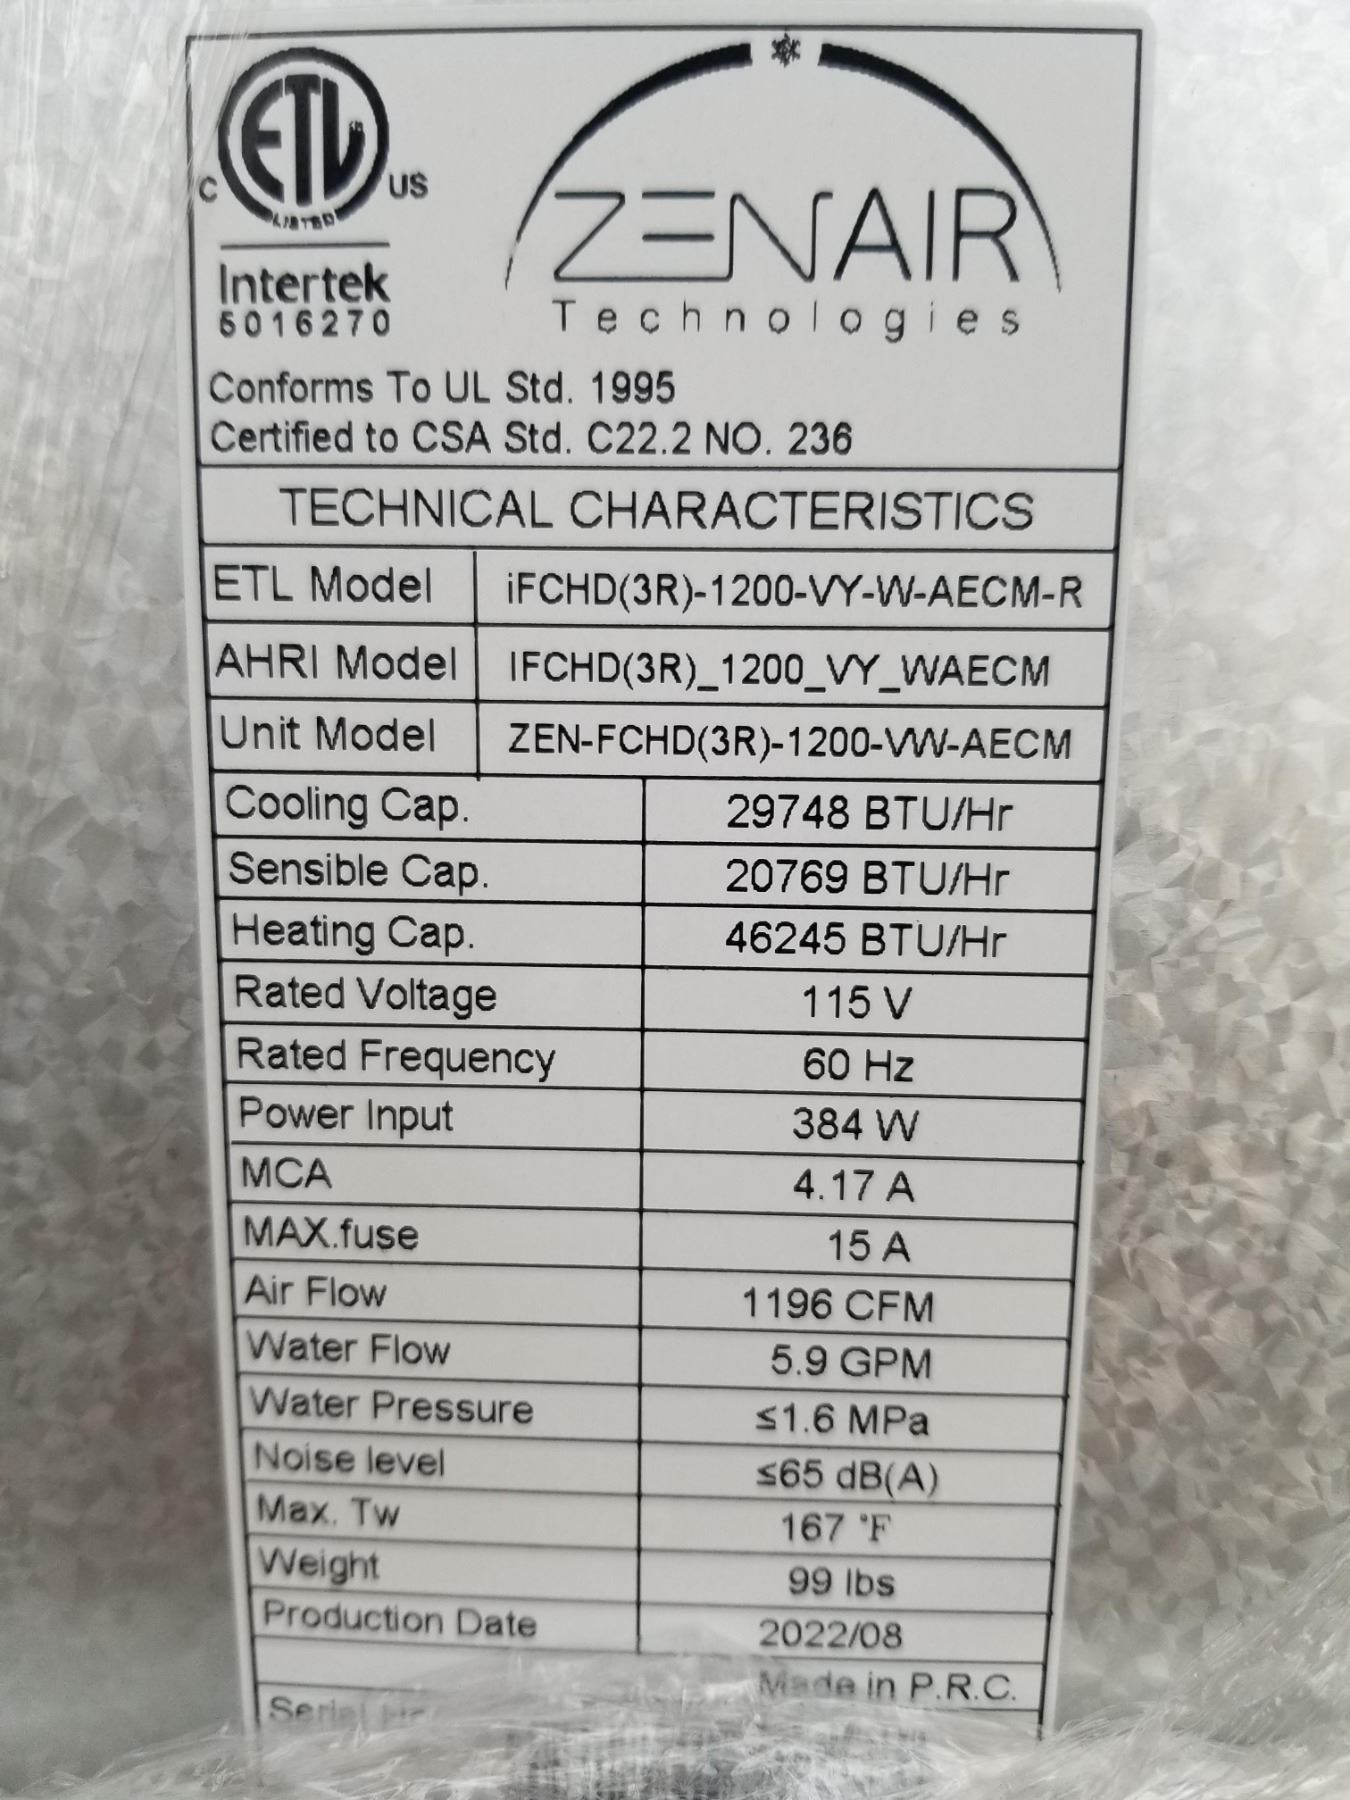 ETL
CM
C
US
LISTED
Intertek
5016270
ZENAIR
Technologies
Conforms To UL Std. 1995
Certified to CSA Std. C22.2 NO. 236
TECHNICAL CHARACTERISTICS
ETL Model iFCHD(3R)-1200-VY-W-AECM-R
AHRI Model IFCHD(3R)_1200_VY_WAECM
Unit Model ZEN-FCHD(3R)-1200-VW-AECM
Cooling Cap. 29748 BTU/Hr
Sensible Cap. 20769 BTU/Hr
Heating Cap. 46245 BTU/Hr
Rated Voltage 115 V
Rated Frequency 60 Hz
Power Input 384 W
MCA 4.17 A
MAX.fuse 15 A
Air Flow 1196 CFM
Water Flow 5.9 GPM
Water Pressure ≤1.6 MPa
Noise level ≤65 dB(A)
Max. Tw 167 °F
Weight 99 lbs
Production Date 2022/08
Made in P.R.C.
Serial